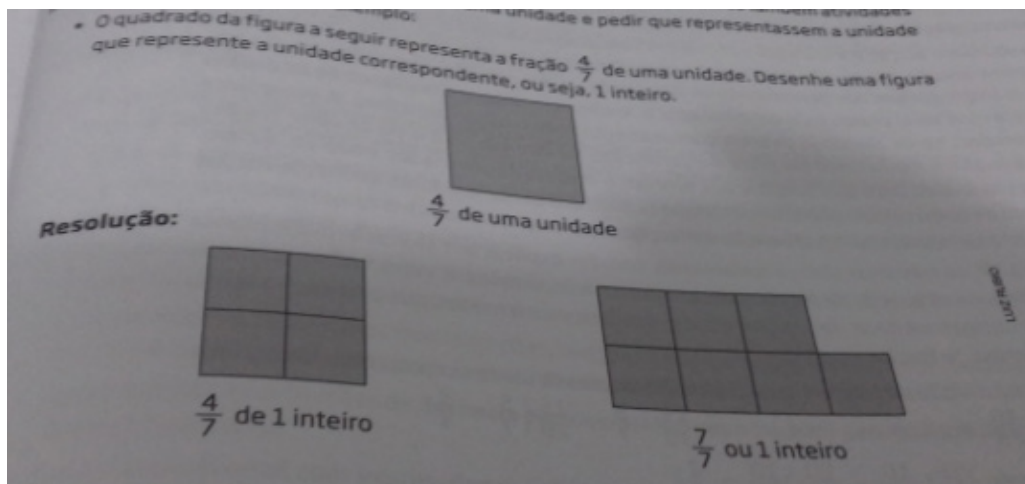 unidade e pedir que representassem a unidade
• O quadrado da figura a seguir representa a fração 4/7 de uma unidade. Desenhe uma figura
que represente a unidade correspondente, ou seja, 1 inteiro.
4/7 de uma unidade
Resolução:
4/7 de 1 inteiro
7/7 ou 1 inteiro
LUIZ RUBIO